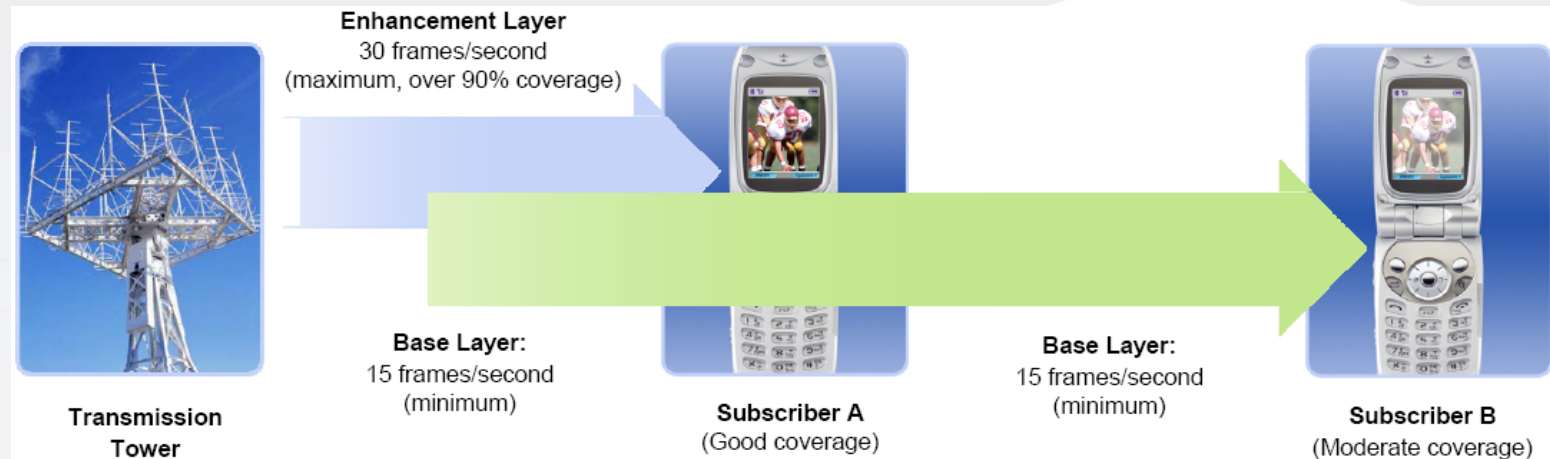 Enhancement Layer
30 frames/second
(maximum, over 90% coverage)
Base Layer:
15 frames/second
(minimum)
Base Layer:
15 frames/second
(minimum)
Transmission
Tower
Subscriber A
(Good coverage)
Subscriber B
(Moderate coverage)